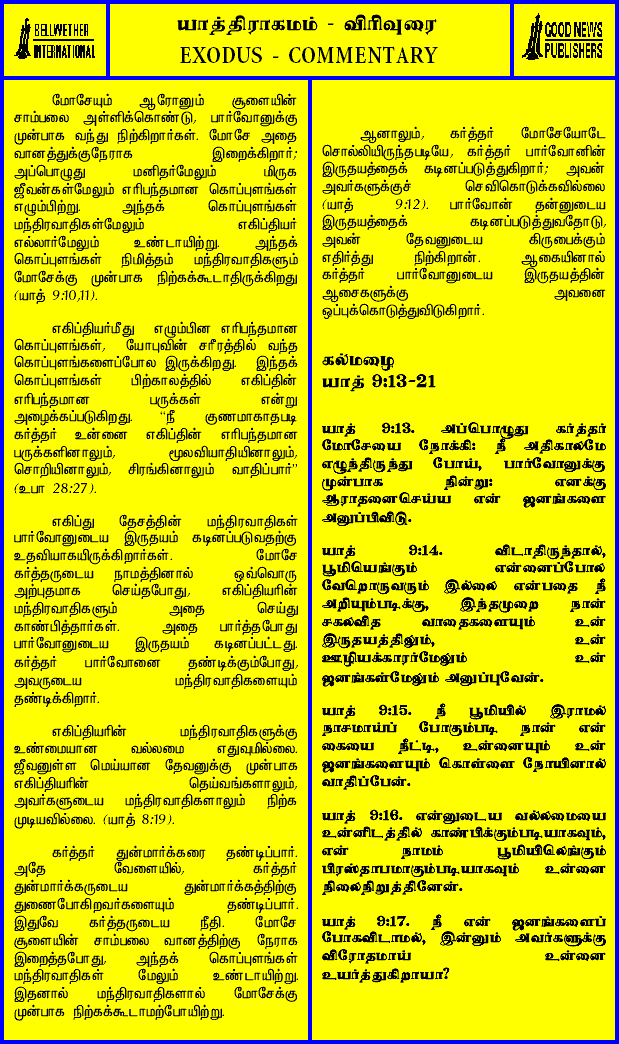 BELLWETHER
INTERNATIONAL
யாத்திராகமம் - விரிவுரை
EXODUS - COMMENTARY
GOOD NEWS
PUBLISHERS
மோசேயும் ஆரோனும் சூளையின்
சாம்பலை அள்ளிக்கொண்டு, பார்வோனுக்கு
முன்பாக வந்து நிற்கிறார்கள். மோசே அதை
வானத்துக்குநேராக இறைக்கிறார்;
அப்பொழுது மனிதர்மேலும் மிருக
ஜீவன்கள்மேலும் எரிபந்தமான கொப்புளங்கள்
எழும்பிற்று. அந்தக் கொப்புளங்கள்
மந்திரவாதிகள்மேலும் எகிப்தியர்
எல்லார்மேலும் உண்டாயிற்று. அந்தக்
கொப்புளங்கள் நிமித்தம் மந்திரவாதிகளும்
மோசேக்கு முன்பாக நிற்கக்கூடாதிருக்கிறது
(யாத் 9:10,11).
எகிப்தியர்மீது எழும்பின எரிபந்தமான
கொப்புளங்கள், யோபுவின் சரீரத்தில் வந்த
கொப்புளங்களைப்போல இருக்கிறது. இந்தக்
கொப்புளங்கள் பிற்காலத்தில் எகிப்தின்
எரிபந்தமான பருக்கள் என்று
அழைக்கப்படுகிறது. "நீ குணமாகாதபடி
கர்த்தர் உன்னை எகிப்தின் எரிபந்தமான
பருக்களினாலும், மூலவியாதியினாலும்,
சொறியினாலும், சிரங்கினாலும் வாதிப்பார்"
(உபா 28:27).
எகிப்து தேசத்தின் மந்திரவாதிகள்
பார்வோனுடைய இருதயம் கடினப்படுவதற்கு
உதவியாகயிருக்கிறார்கள். மோசே
கர்த்தருடைய நாமத்தினால் ஒவ்வொரு
அற்புதமாக செய்தபோது, எகிப்தியரின்
மந்திரவாதிகளும் அதை செய்து
காண்பித்தார்கள். அதை பார்த்தபோது
பார்வோனுடைய இருதயம் கடினப்பட்டது.
கர்த்தர் பார்வோனை தண்டிக்கும்போது,
அவருடைய மந்திரவாதிகளையும்
தண்டிக்கிறார்.
எகிப்தியரின் மந்திரவாதிகளுக்கு
உண்மையான வல்லமை எதுவுமில்லை.
ஜீவனுள்ள மெய்யான தேவனுக்கு முன்பாக
எகிப்தியரின் தெய்வங்களாலும்,
அவர்களுடைய மந்திரவாதிகளாலும் நிற்க
முடியவில்லை. (யாத் 8:19).
கர்த்தர் துன்மார்க்கரை தண்டிப்பார்.
அதே வேளையில், கர்த்தர்
துன்மார்க்கருடைய துன்மார்க்கத்திற்கு
துணைபோகிறவர்களையும் தண்டிப்பார்.
இதுவே கர்த்தருடைய நீதி. மோசே
சூளையின் சாம்பலை வானத்திற்கு நேராக
இறைத்தபோது, அந்தக் கொப்புளங்கள்
மந்திரவாதிகள் மேலும் உண்டாயிற்று.
இதனால் மந்திரவாதிகளால் மோசேக்கு
முன்பாக நிற்கக்கூடாமற்போயிற்று.
ஆனாலும், கர்த்தர் மோசேயோடே
சொல்லியிருந்தபடியே, கர்த்தர் பார்வோனின்
இருதயத்தைக் கடினப்படுத்துகிறார்; அவன்
அவர்களுக்குச் செவிகொடுக்கவில்லை
(யாத் 9:12). பார்வோன் தன்னுடைய
இருதயத்தைக் கடினப்படுத்துவதோடு,
அவன் தேவனுடைய கிருபைக்கும்
எதிர்த்து நிற்கிறான். ஆகையினால்
கர்த்தர் பார்வோனுடைய இருதயத்தின்
ஆசைகளுக்கு அவனை
ஒப்புக்கொடுத்துவிடுகிறார்.
கல்மழை
யாத் 9:13-21
யாத் 9:13. அப்பொழுது கர்த்தர்
மோசேயை நோக்கி: நீ அதிகாலமே
எழுந்திருந்து போய், பார்வோனுக்கு
முன்பாக நின்று: எனக்கு
ஆராதனைசெய்ய என் ஜனங்களை
அனுப்பிவிடு.
யாத் 9:14. விடாதிருந்தால்,
பூமியெங்கும் என்னைப்போல
வேறொருவரும் இல்லை என்பதை நீ
அறியும்படிக்கு, இந்தமுறை நான்
சகலவித வாதைகளையும் உன்
இருதயத்திலும், உன்
ஊழியக்காரர்மேலும் உன்
ஜனங்கள்மேலும் அனுப்புவேன்.
யாத் 9:15. நீ பூமியில் இராமல்
நாசமாய்ப் போகும்படி நான் என்
கையை நீட்டி, உன்னையும் உன்
ஜனங்களையும் கொள்ளை நோயினால்
வாதிப்பேன்.
யாத் 9:16. என்னுடைய வல்லமையை
உன்னிடத்தில் காண்பிக்கும்படியாகவும்,
என் நாமம் பூமியிலெங்கும்
பிரஸ்தாபமாகும்படியாகவும் உன்னை
நிலைநிறுத்தினேன்.
யாத் 9:17. நீ என் ஜனங்களைப்
போகவிடாமல், இன்னும் அவர்களுக்கு
விரோதமாய் உன்னை
உயர்த்துகிறாயா?